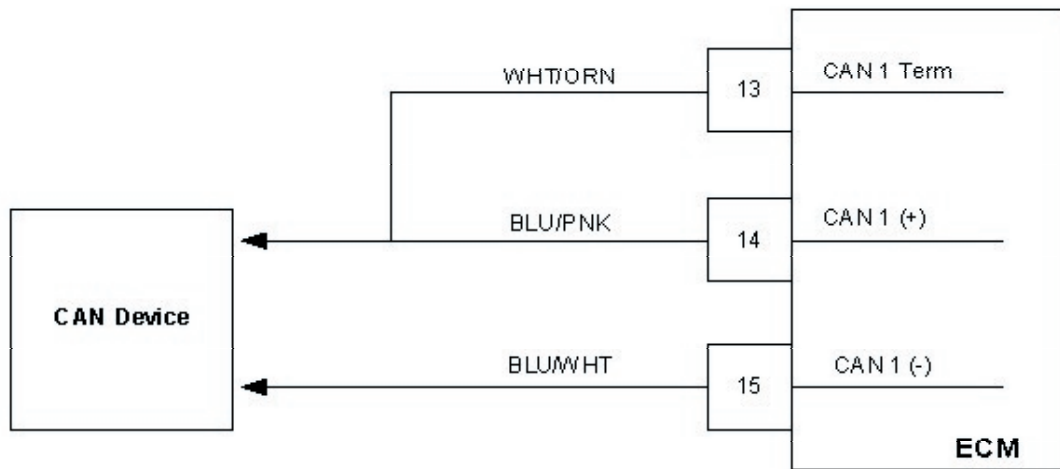 WHT/ORN
13
CAN 1 Term
BLU/PNK
14
CAN 1 (+)
CAN Device
BLU/WHT
15
CAN 1 (-)
ECM